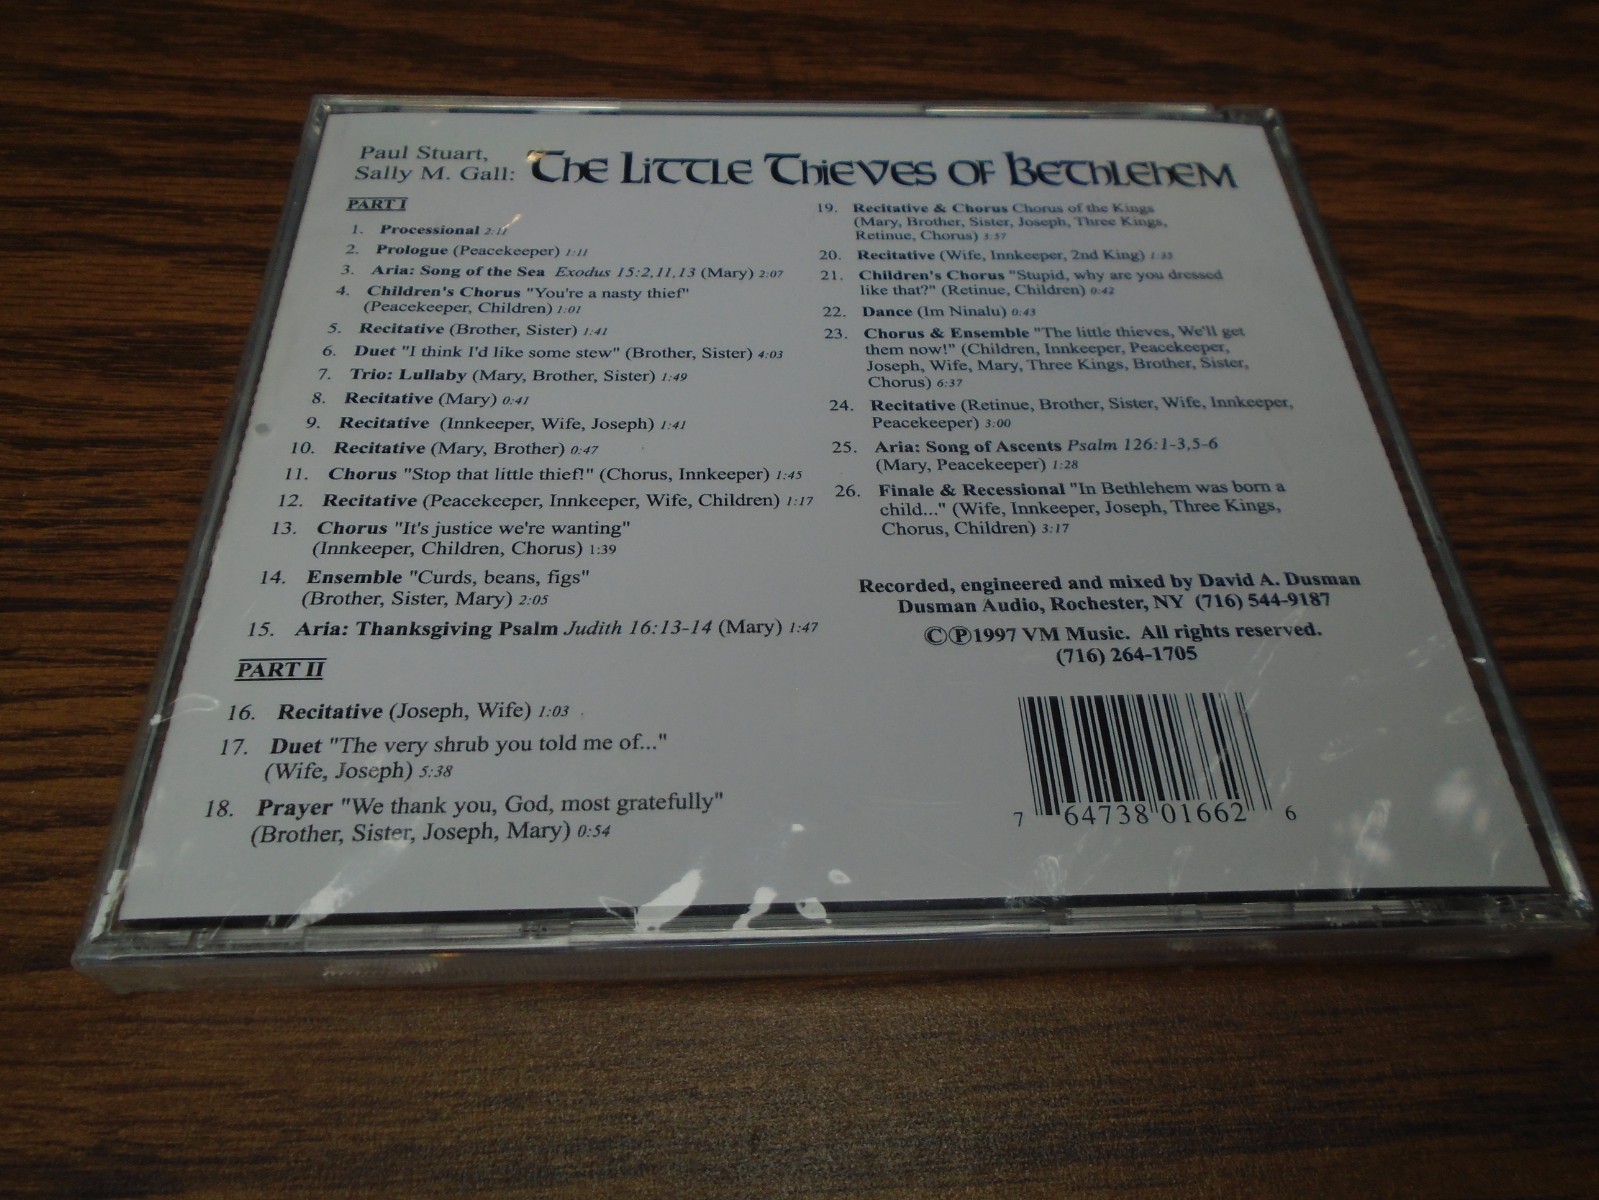 Paul Stuart,
Sally M. Gall: The Little Thieves of Bethlehem
PART I
1. Processional 2:11
2. Prologue (Peacekeeper) 1:11
3. Aria: Song of the Sea Exodus 15:2,11,13 (Mary) 2:07
4. Children's Chorus "You're a nasty thief"
(Peacekeeper, Children) 1:01
5. Recitative (Brother, Sister) 1:41
6. Duet "I think I'd like some stew" (Brother, Sister) 4:03
7. Trio: Lullaby (Mary, Brother, Sister) 1:49
8. Recitative (Mary) 0:41
9. Recitative (Innkeeper, Wife, Joseph) 1:41
10. Recitative (Mary, Brother) 0:47
11. Chorus "Stop that little thief!" (Chorus, Innkeeper) 1:45
12. Recitative (Peacekeeper, Innkeeper, Wife, Children) 1:17
13. Chorus "It's justice we're wanting"
(Innkeeper, Children, Chorus) 1:39
14. Ensemble "Curds, beans, figs"
(Brother, Sister, Mary) 2:05
15. Aria: Thanksgiving Psalm Judith 16:13-14 (Mary) 1:47
PART II
16. Recitative (Joseph, Wife) 1:03
17. Duet "The very shrub you told me of..."
(Wife, Joseph) 5:38
18. Prayer "We thank you, God, most gratefully"
(Brother, Sister, Joseph, Mary) 0:54
19. Recitative & Chorus Chorus of the Kings
(Mary, Brother, Sister, Joseph, Three Kings,
Retinue, Chorus) 3:57
20. Recitative (Wife, Innkeeper, 2nd King)
21. Children's Chorus "Stupid, why are you dressed
like that?" (Retinue, Children) 0:42
22. Dance (Im Ninalu) 0:43
23. Chorus & Ensemble "The little thieves, We'll get
them now!" (Children, Innkeeper, Peacekeeper,
Joseph, Wife, Mary, Three Kings, Brother, Sister,
Chorus) 6:37
24. Recitative (Retinue, Brother, Sister, Wife, Innkeeper,
Peacekeeper) 3:00
25. Aria: Song of Ascents Psalm 126:1-3,5-6
(Mary, Peacekeeper) 1:28
26. Finale & Recessional "In Bethlehem was born a
child..." (Wife, Innkeeper, Joseph, Three Kings,
Chorus, Children) 3:17
Recorded, engineered and mixed by David A. Dusman
Dusman Audio, Rochester, NY (716) 544-9187
©℗1997 VM Music. All rights reserved.
(716) 264-1705
7 64738 01662 6